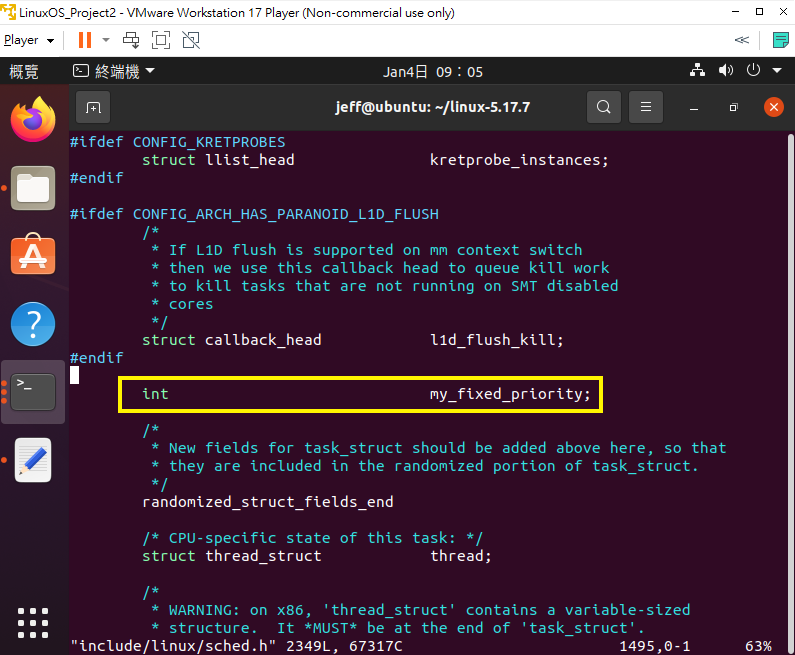 LinuxOS_Project2 - VMware Workstation 17 Player (Non-commercial use only)
Player
概覽 終端機 Jan4日 09：05
jeff@ubuntu: ~/linux-5.17.7
#ifdef CONFIG_KRETPROBES
struct llist_head kretprobe_instances;
#endif
#ifdef CONFIG_ARCH_HAS_PARANOID_L1D_FLUSH
/*
* If L1D flush is supported on mm context switch
* then we use this callback head to queue kill work
* to kill tasks that are not running on SMT disabled
* cores
*/
struct callback_head l1d_flush_kill;
#endif
int my_fixed_priority;
/*
* New fields for task_struct should be added above here, so that
* they are included in the randomized portion of task_struct.
*/
randomized_struct_fields_end
/* CPU-specific state of this task: */
struct thread_struct thread;
/*
* WARNING: on x86, 'thread_struct' contains a variable-sized
* structure.  It *MUST* be at the end of 'task_struct'.
"include/linux/sched.h" 2349L, 67317C 1495,0-1 63%